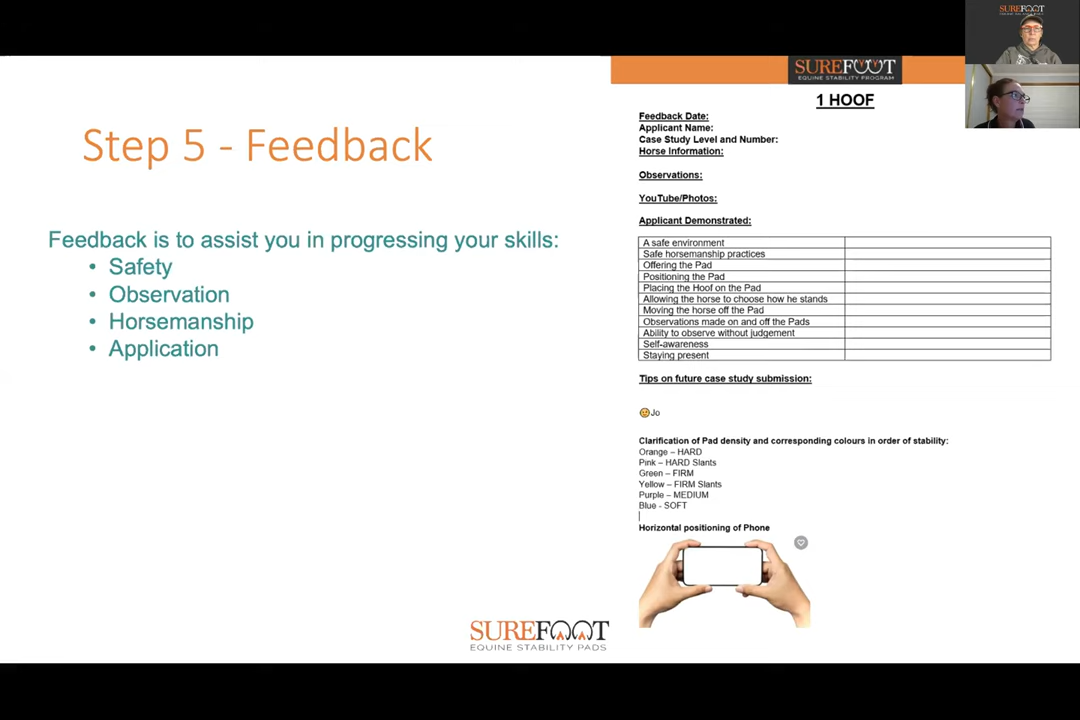 Step 5 - Feedback
Feedback is to assist you in progressing your skills:
• Safety
• Observation
• Horsemanship
• Application
SUREFOOT
EQUINE STABILITY PADS
SUREFOOT
EQUINE STABILITY PROGRAM
1 HOOF
Feedback Date:
Applicant Name:
Case Study Level and Number:
Horse Information:
Observations:
YouTube/Photos:
Applicant Demonstrated:
A safe environment
Safe horsemanship practices
Offering the Pad
Positioning the Pad
Placing the Hoof on the Pad
Allowing the horse to choose how he stands
Moving the horse off the Pad
Observations made on and off the Pads
Ability to observe without judgement
Self-awareness
Staying present
Tips on future case study submission:
Jo
Clarification of Pad density and corresponding colours in order of stability:
Orange – HARD
Pink – HARD Slants
Green – FIRM
Yellow – FIRM Slants
Purple – MEDIUM
Blue - SOFT
Horizontal positioning of Phone
SUREFOOT